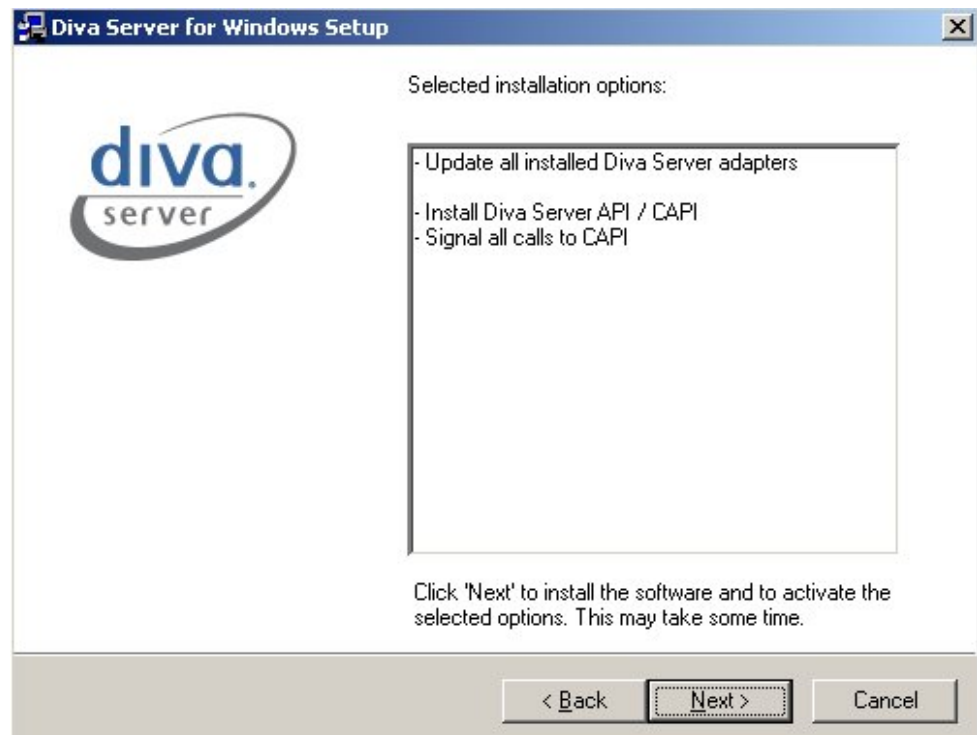 Diva Server for Windows Setup
Selected installation options:
diva.
server
- Update all installed Diva Server adapters
- Install Diva Server API / CAPI
- Signal all calls to CAPI
Click 'Next' to install the software and to activate the
selected options. This may take some time.
< Back
Next >
Cancel